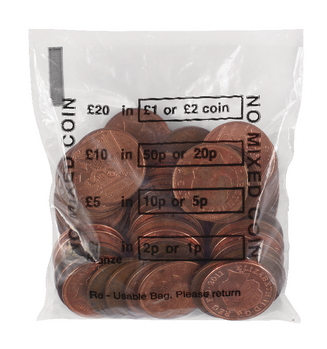 £20 in £1 or £2 coin
£10 in 50p or 20p
£5 in 10p or 5p
in 2p or 1p
Re - Usable Bag, Please return
NO MIXED COIN
MIXED COIN